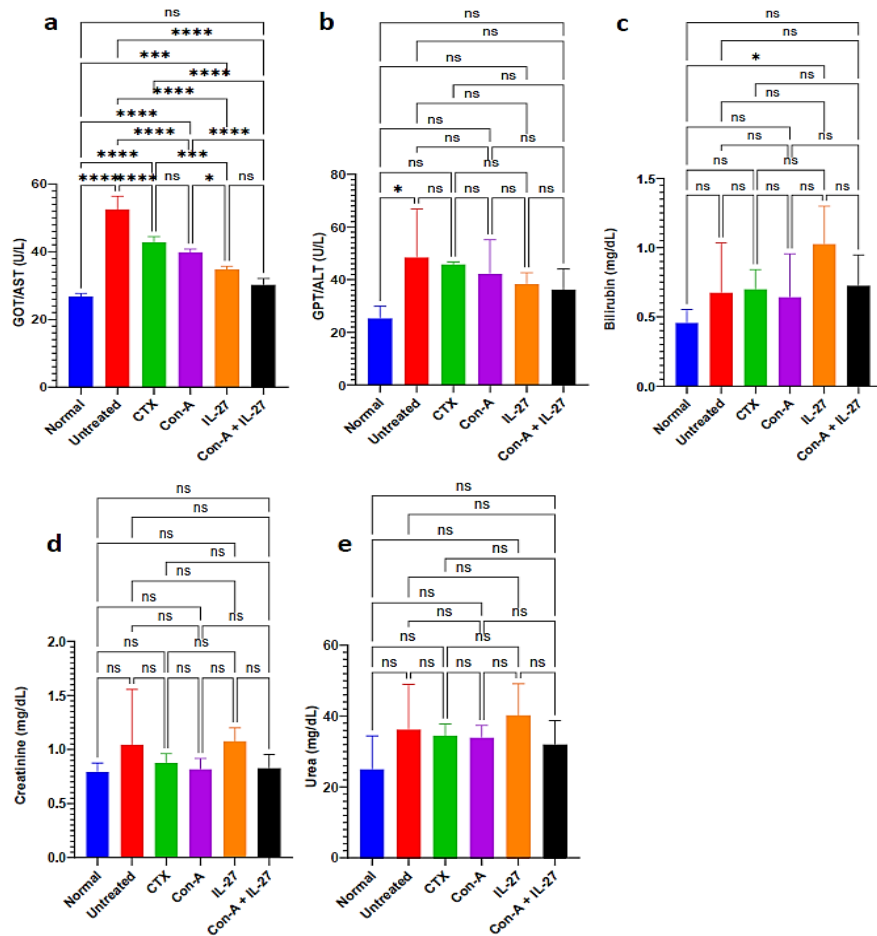 a
ns
****
***
****
****
****
**** ****
**** ***
**** **** ns * ns
GOT/AST (U/L)
60
40
20
0
Normal
Untreated
CTX
Con-A
IL-27
Con-A + IL-27
b
ns
ns
ns
ns
ns
ns
ns ns
ns ns
* ns ns ns ns
GPT/ALT (U/L)
80
60
40
20
0
Normal
Untreated
CTX
Con-A
IL-27
Con-A + IL-27
c
ns
ns
*
ns
ns
ns
ns ns
ns ns
ns ns ns ns ns
Bilirubin (mg/dL)
1.5
1.0
0.5
0.0
Normal
Untreated
CTX
Con-A
IL-27
Con-A + IL-27
d
ns
ns
ns
ns
ns
ns
ns ns
ns ns
ns ns ns ns ns
Creatinine (mg/dL)
2.0
1.5
1.0
0.5
0.0
Normal
Untreated
CTX
Con-A
IL-27
Con-A + IL-27
e
ns
ns
ns
ns
ns
ns
ns ns
ns ns
ns ns ns ns ns
Urea (mg/dL)
60
40
20
0
Normal
Untreated
CTX
Con-A
IL-27
Con-A + IL-27